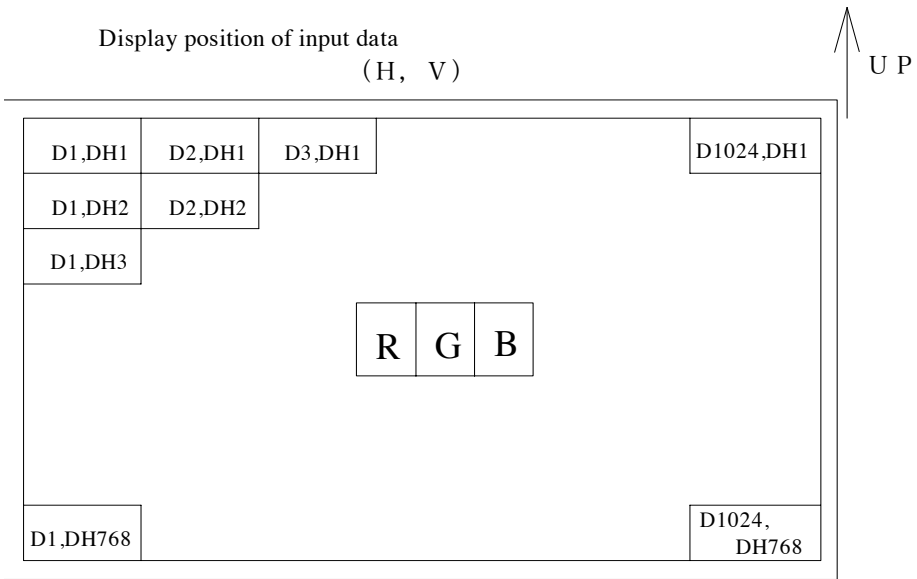 Display position of input data
(H, V)
U P
D1,DH1 D2,DH1 D3,DH1 D1024,DH1
D1,DH2 D2,DH2
D1,DH3
R G B
D1,DH768 D1024,
DH768